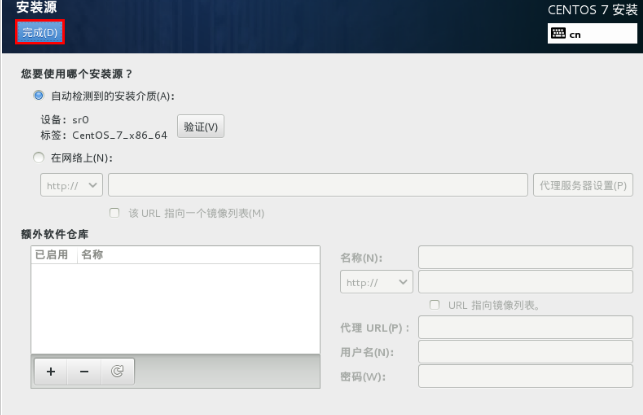 安装源
CENTOS 7 安装
完成(D)
cn
您要使用哪个安装源？
自动检测到的安装介质(A):
设备: sr0
标签: CentOS_7_x86_64
验证(V)
在网络上(N):
http://
代理服务器设置(P)
该 URL 指向一个镜像列表(M)
额外软件仓库
已启用 名称
名称(N):
http://
URL 指向镜像列表。
代理 URL(P) :
用户名(N):
密码(W):